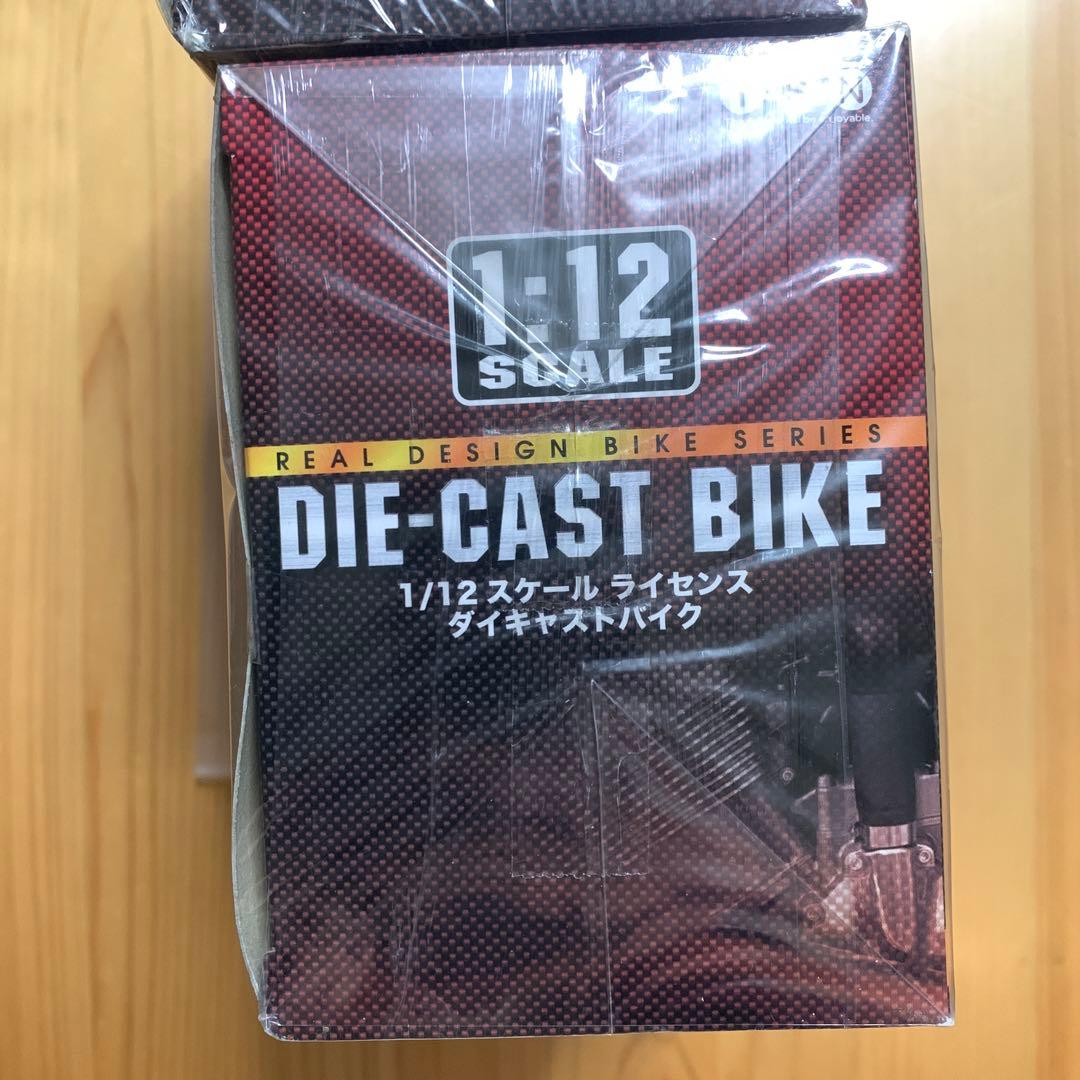 1:12
SCALE
REAL DESIGN BIKE SERIES
DIE-CAST BIKE
1/12 スケール ライセンス
ダイキャストバイク